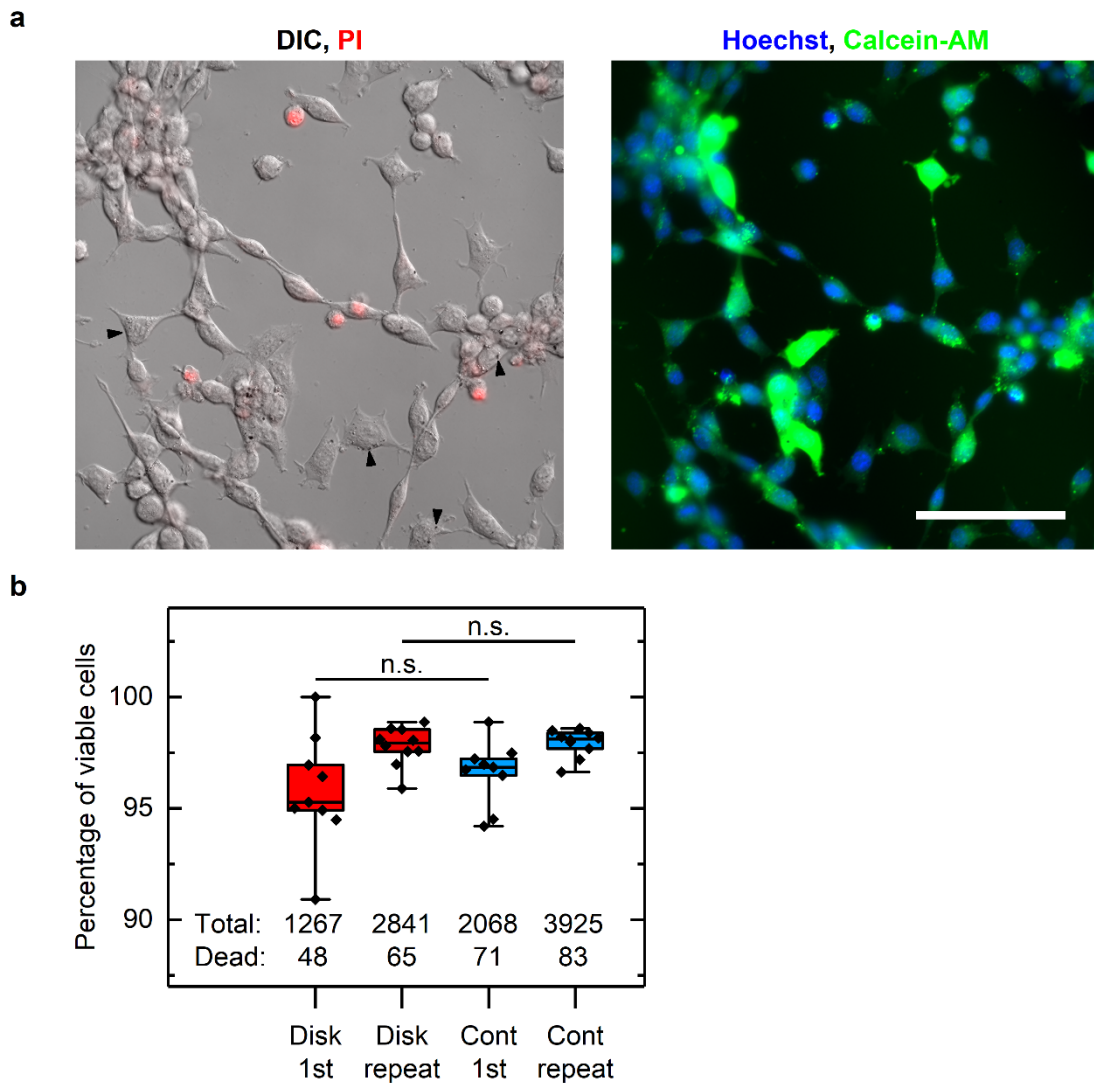 a
DIC, PI
Hoechst, Calcein-AM
b
Percentage of viable cells
100
95
90
n.s.
n.s.
Total: 1267 2841 2068 3925
Dead: 48 65 71 83
Disk 1st
Disk repeat
Cont 1st
Cont repeat